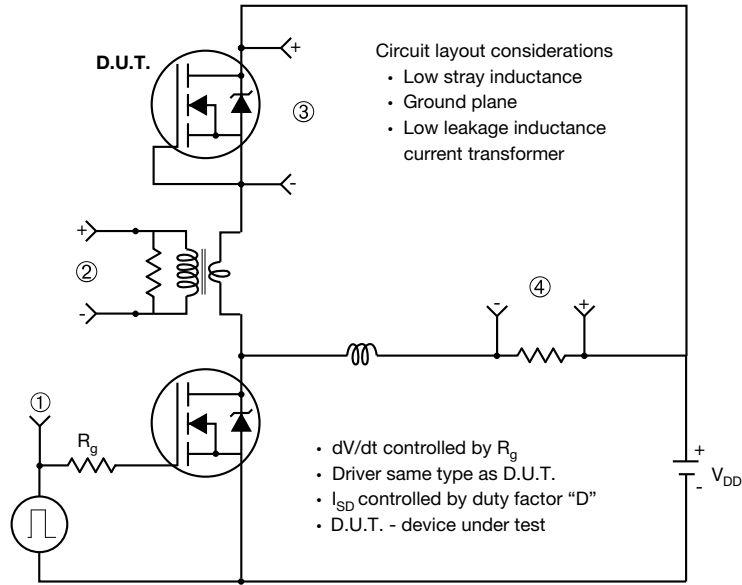 D.U.T.
+
Circuit layout considerations
• Low stray inductance
• Ground plane
• Low leakage inductance
current transformer
③
-
+
②
-
④
-
+
①
Rg
• dV/dt controlled by Rg
• Driver same type as D.U.T.
• ISD controlled by duty factor “D”
• D.U.T. - device under test
+
VDD
-